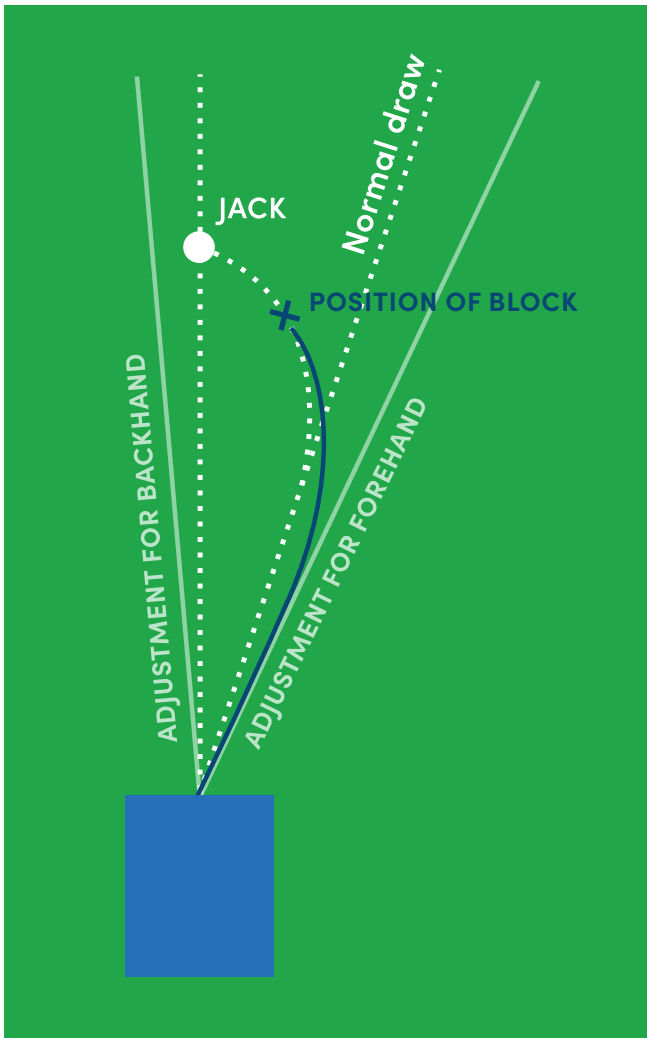 Normal draw
JACK
POSITION OF BLOCK
ADJUSTMENT FOR BACKHAND
ADJUSTMENT FOR FOREHAND